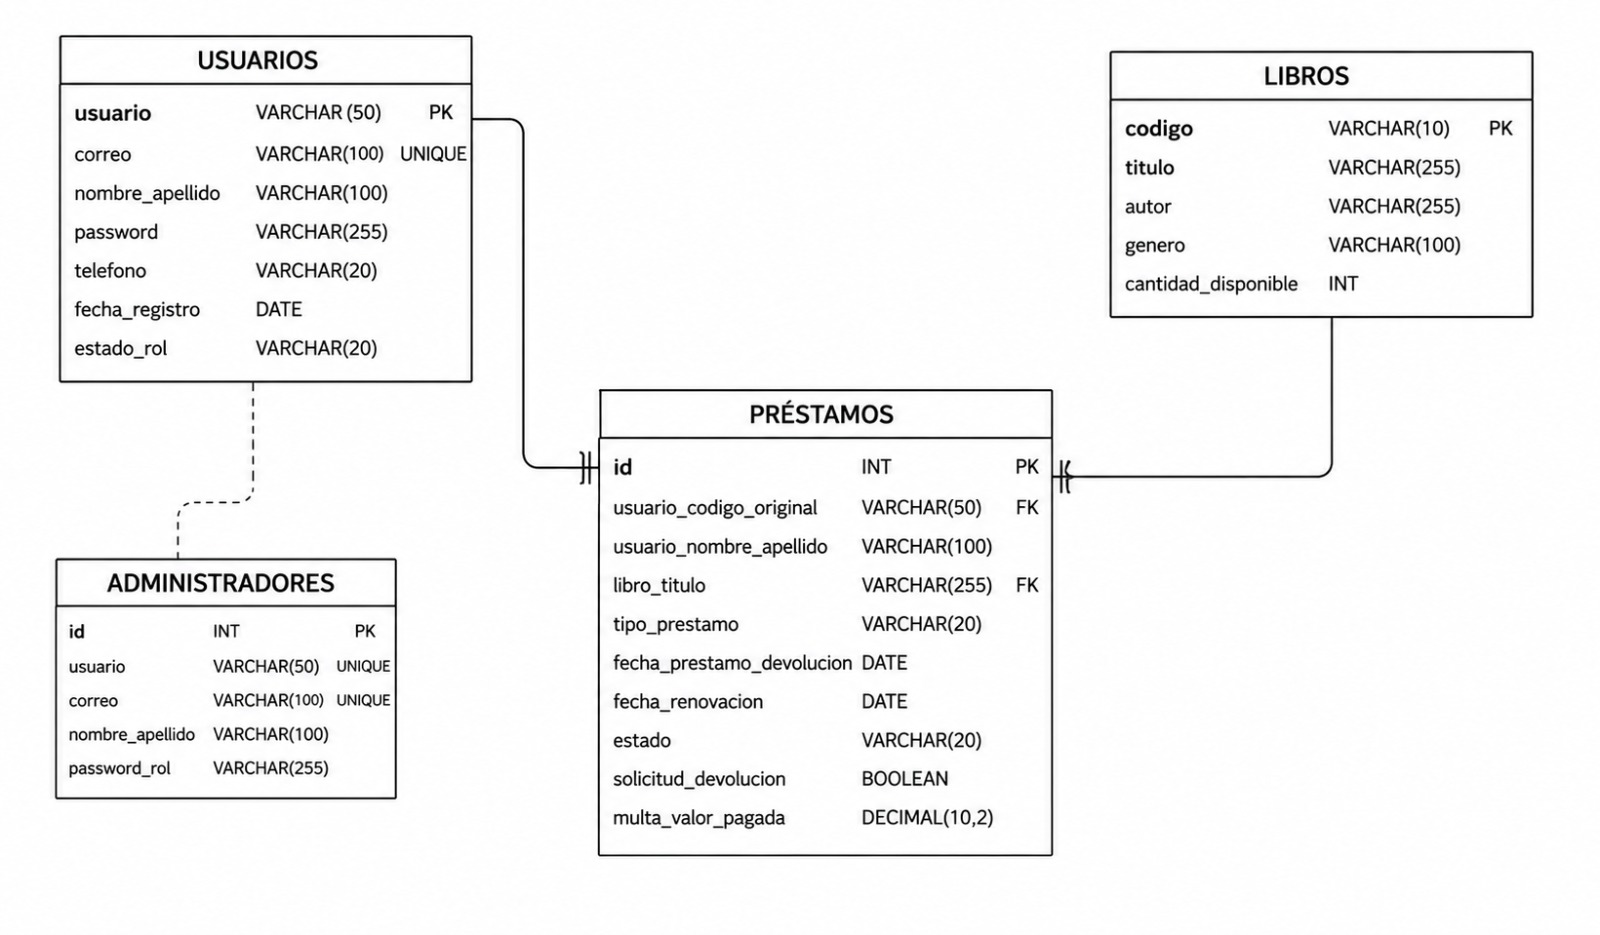 USUARIOS
usuario VARCHAR (50) PK
correo VARCHAR(100) UNIQUE
nombre_apellido VARCHAR(100)
password VARCHAR(255)
telefono VARCHAR(20)
fecha_registro DATE
estado_rol VARCHAR(20)
LIBROS
codigo VARCHAR(10) PK
titulo VARCHAR(255)
autor VARCHAR(255)
genero VARCHAR(100)
cantidad_disponible INT
PRÉSTAMOS
id INT PK
usuario_codigo_original VARCHAR(50) FK
usuario_nombre_apellido VARCHAR(100)
libro_titulo VARCHAR(255) FK
tipo_prestamo VARCHAR(20)
fecha_prestamo_devolucion DATE
fecha_renovacion DATE
estado VARCHAR(20)
solicitud_devolucion BOOLEAN
multa_valor_pagada DECIMAL(10,2)
ADMINISTRADORES
id INT PK
usuario VARCHAR(50) UNIQUE
correo VARCHAR(100) UNIQUE
nombre_apellido VARCHAR(100)
password_rol VARCHAR(255)